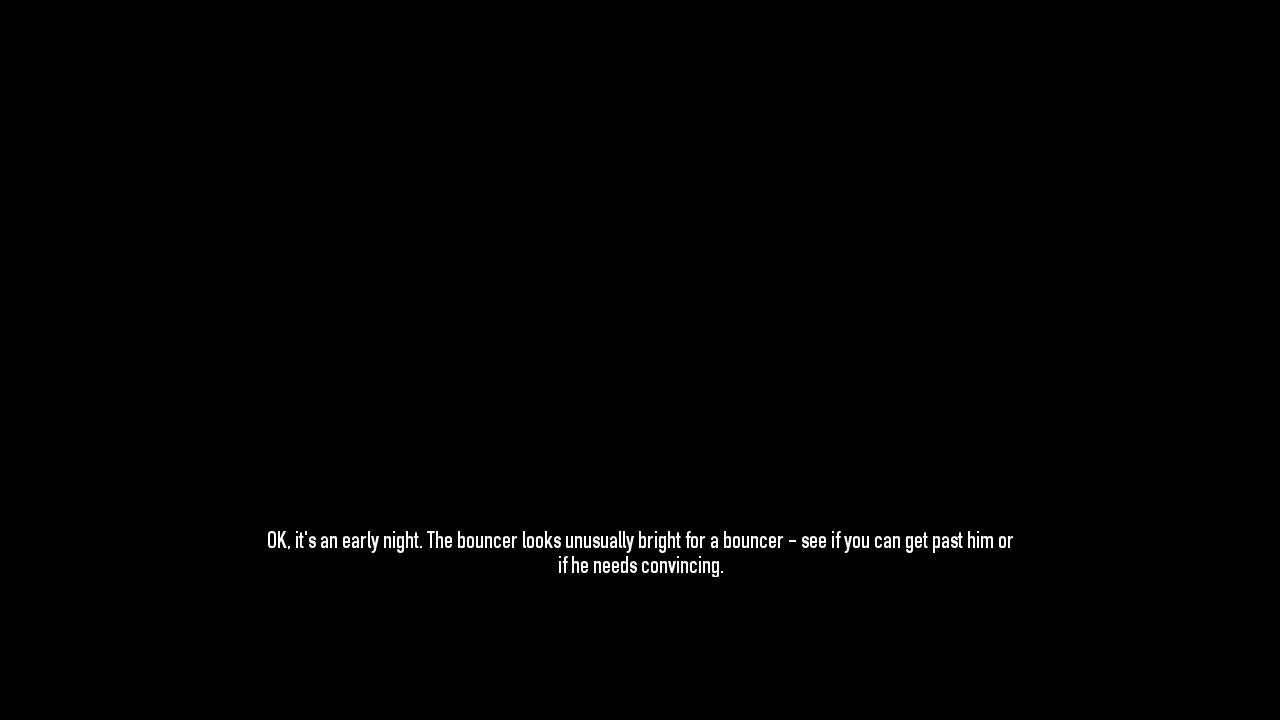 OK, it's an early night. The bouncer looks unusually bright for a bouncer - see if you can get past him or
if he needs convincing.